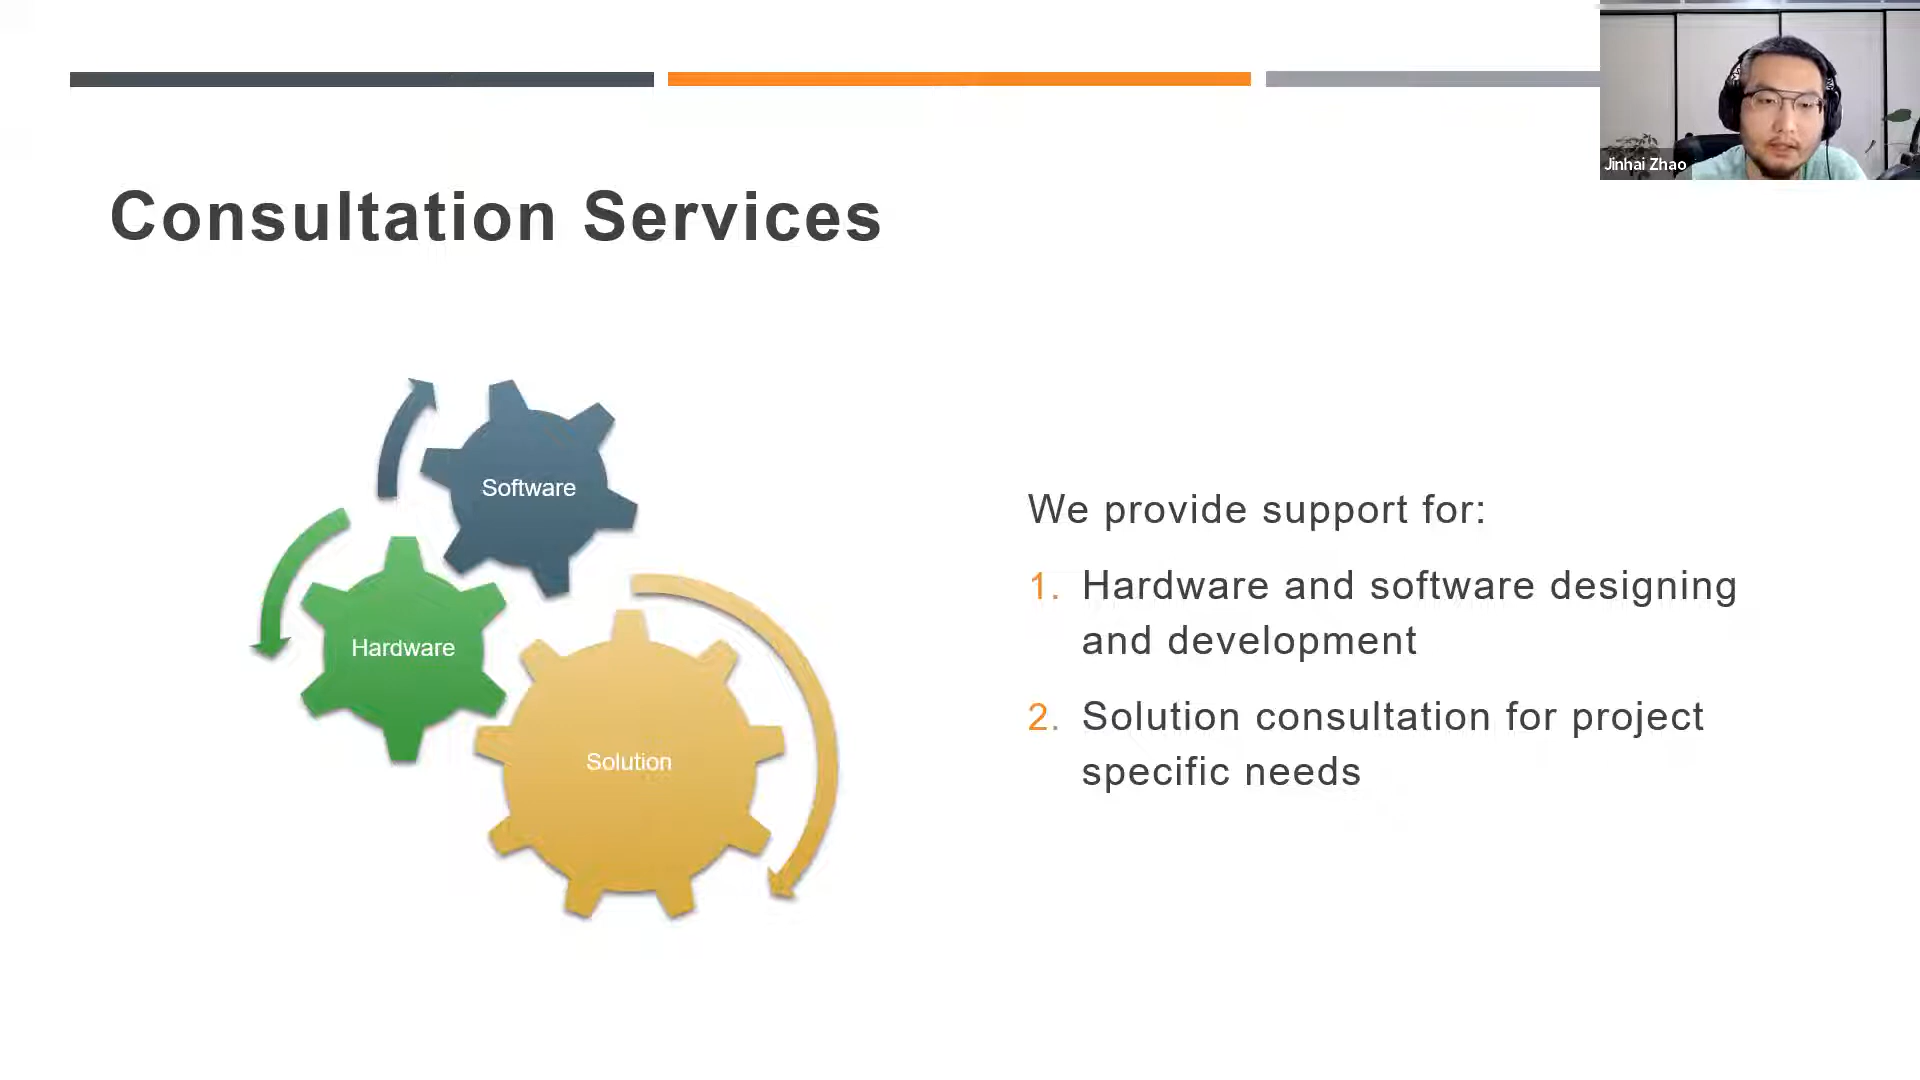 Jinhai Zhao
Consultation Services
Software
Hardware
Solution
We provide support for:
1. Hardware and software designing
and development
2. Solution consultation for project
specific needs